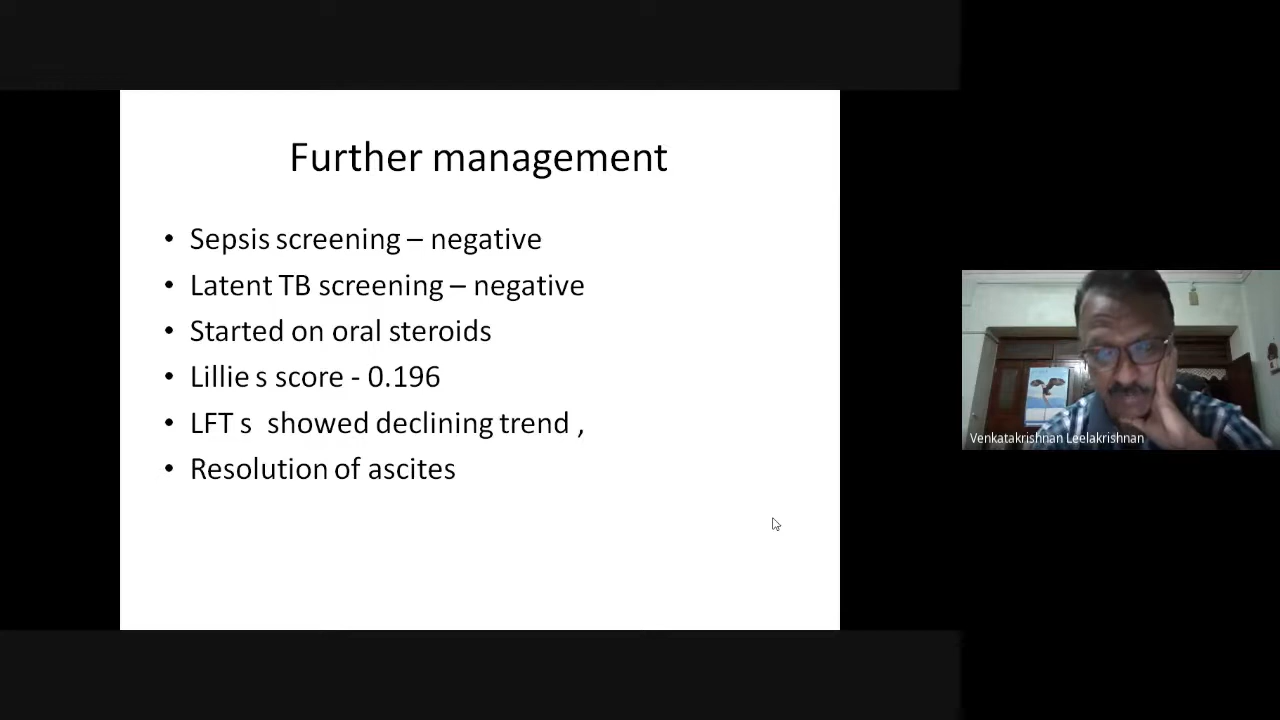 Further management
• Sepsis screening – negative
• Latent TB screening – negative
• Started on oral steroids
• Lillie s score - 0.196
• LFT s  showed declining trend ,
• Resolution of ascites
Venkatakrishnan Leelakrishnan